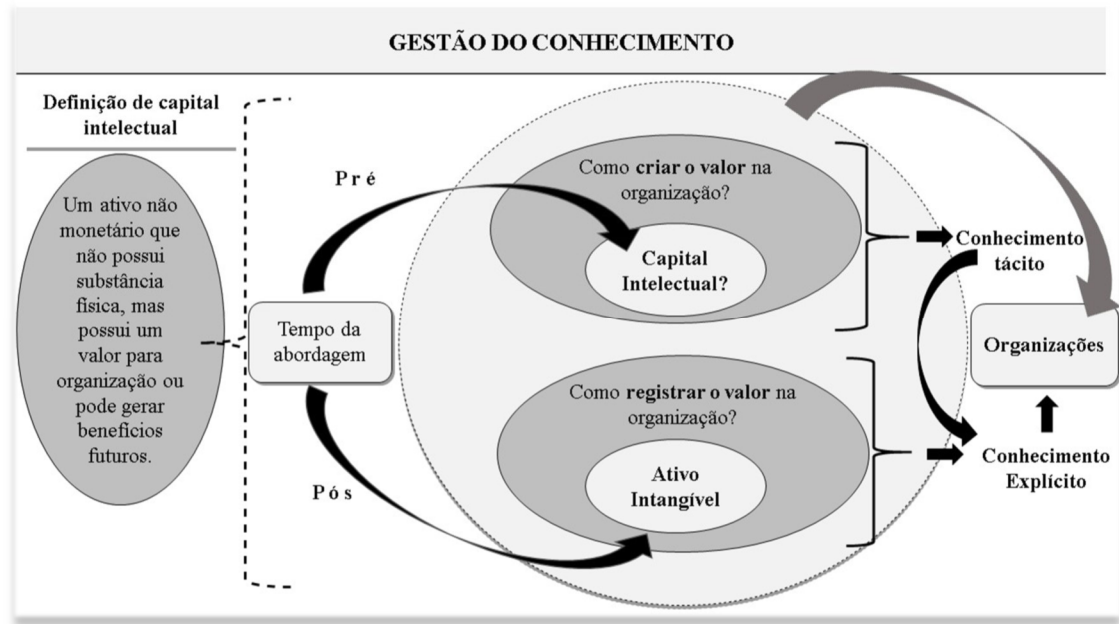 GESTÃO DO CONHECIMENTO
Definição de capital
intelectual
Um ativo não
monetário que
não possui
substância
física, mas
possui um
valor para
organização ou
pode gerar
benefícios
futuros.
Tempo da
abordagem
Pré
Pós
Como criar o valor na
organização?
Capital
Intelectual?
Como registrar o valor na
organização?
Ativo
Intangível
Conhecimento
tácito
Organizações
Conhecimento
Explícito